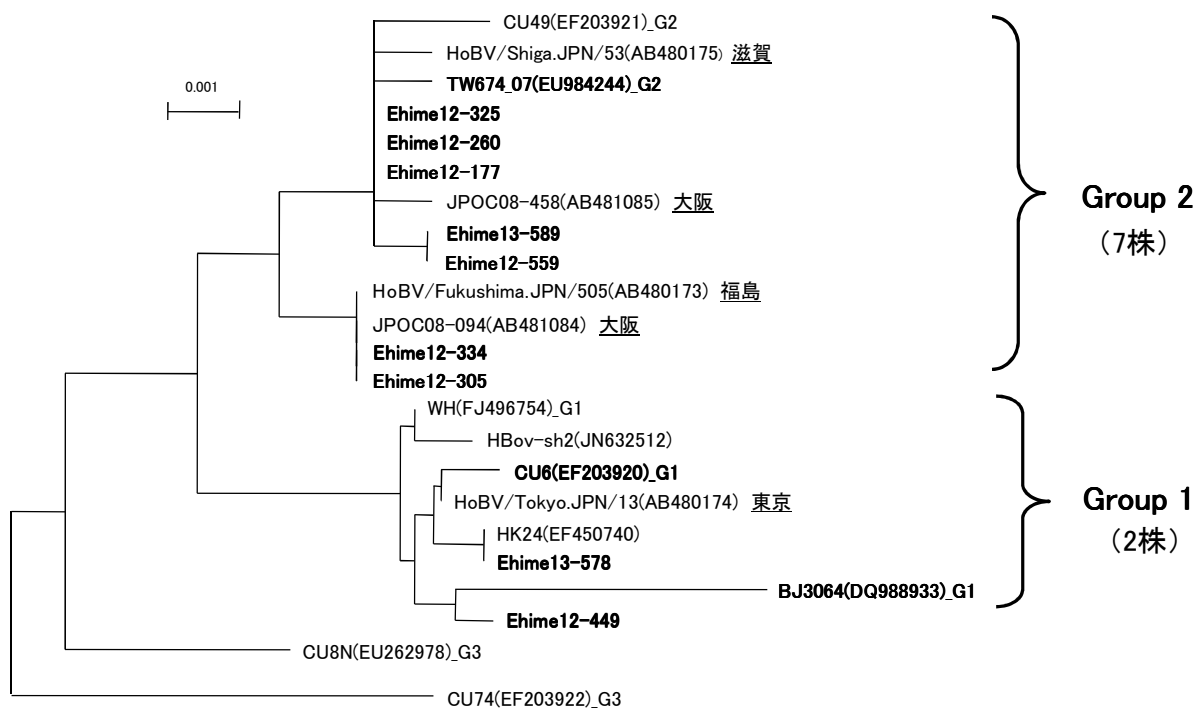 CU49(EF203921)_G2
HoBV/Shiga.JPN/53(AB480175) 滋賀
0.001
TW674_07(EU984244)_G2
Ehime12-325
Ehime12-260
Ehime12-177
JPOC08-458(AB481085) 大阪
Ehime13-589
Ehime12-559
Group 2
（7株）
HoBV/Fukushima.JPN/505(AB480173) 福島
JPOC08-094(AB481084) 大阪
Ehime12-334
Ehime12-305
WH(FJ496754)_G1
HBov-sh2(JN632512)
CU6(EF203920)_G1
HoBV/Tokyo.JPN/13(AB480174) 東京
HK24(EF450740)
Ehime13-578
Group 1
（2株）
BJ3064(DQ988933)_G1
Ehime12-449
CU8N(EU262978)_G3
CU74(EF203922)_G3